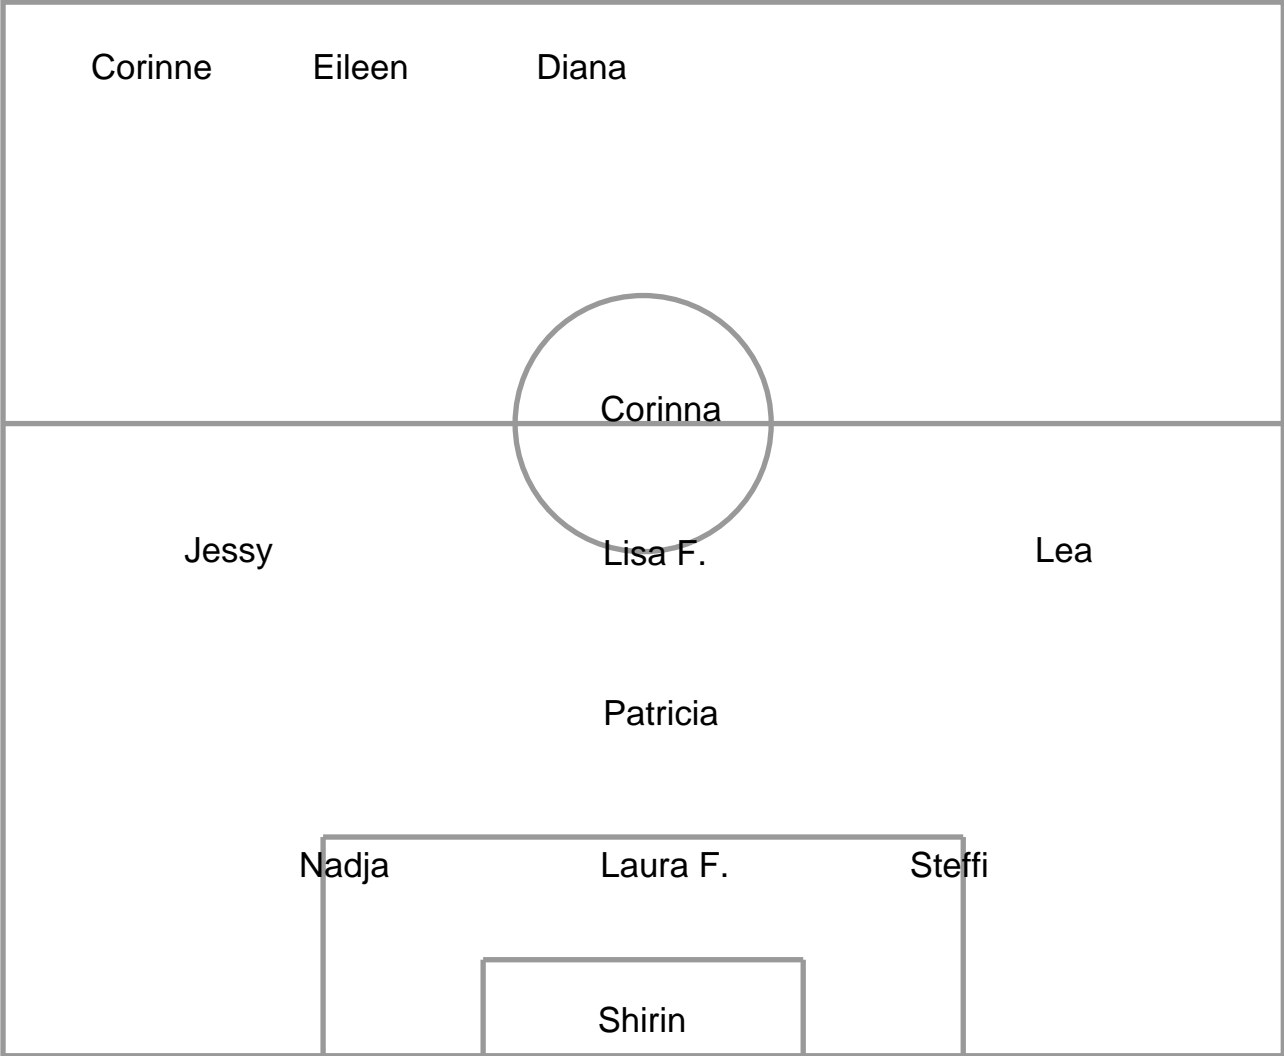 Corinne Eileen Diana
Corinna
Jessy Lisa F. Lea
Patricia
Nadja Laura F. Steffi
Shirin